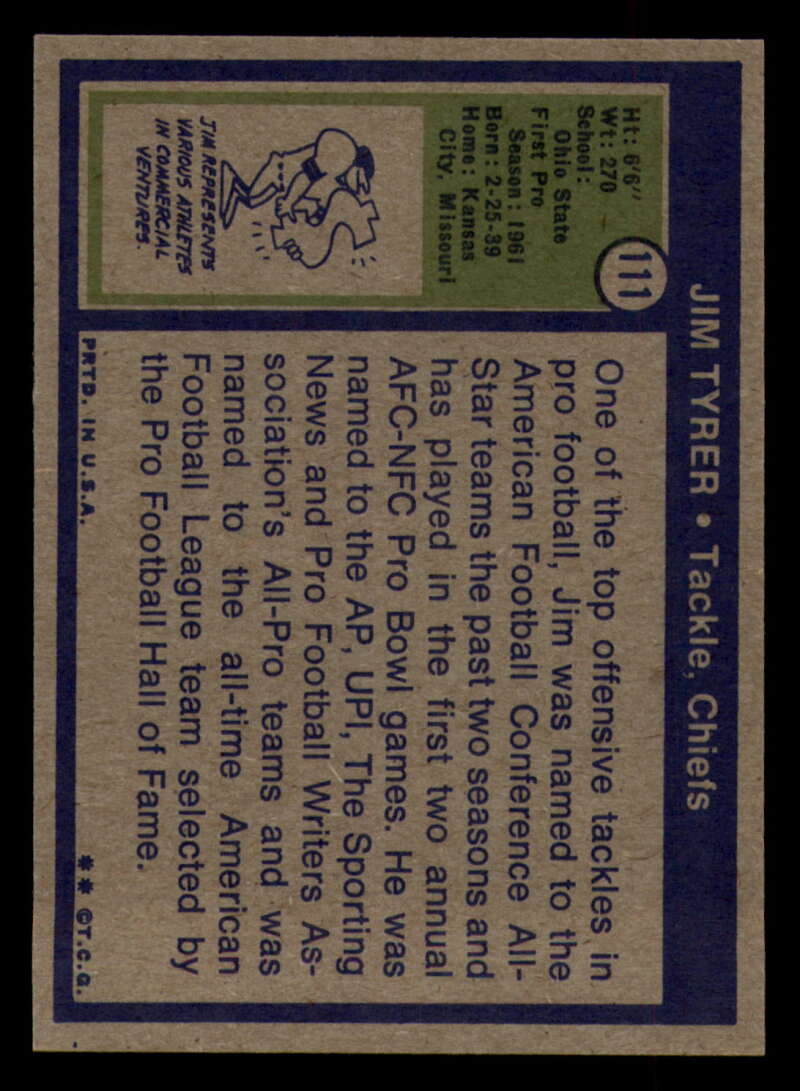 JIM TYRER • Tackle, Chiefs
111
Ht: 6'6"
Wt: 270
School:
Ohio State
First Pro
Season: 1961
Born: 2-25-39
Home: Kansas
City, Missouri
JIM REPRESENTS
VARIOUS ATHLETES
IN COMMERCIAL
VENTURES.
One of the top offensive tackles in
pro football, Jim was named to the
American Football Conference All-
Star teams the past two seasons and
has played in the first two annual
AFC-NFC Pro Bowl games. He was
named to the AP, UPI, The Sporting
News and Pro Football Writers As-
sociation's All-Pro teams and was
named to the all-time American
Football League team selected by
the Pro Football Hall of Fame.
PRTD. IN U.S.A.
** ©T.C.G.